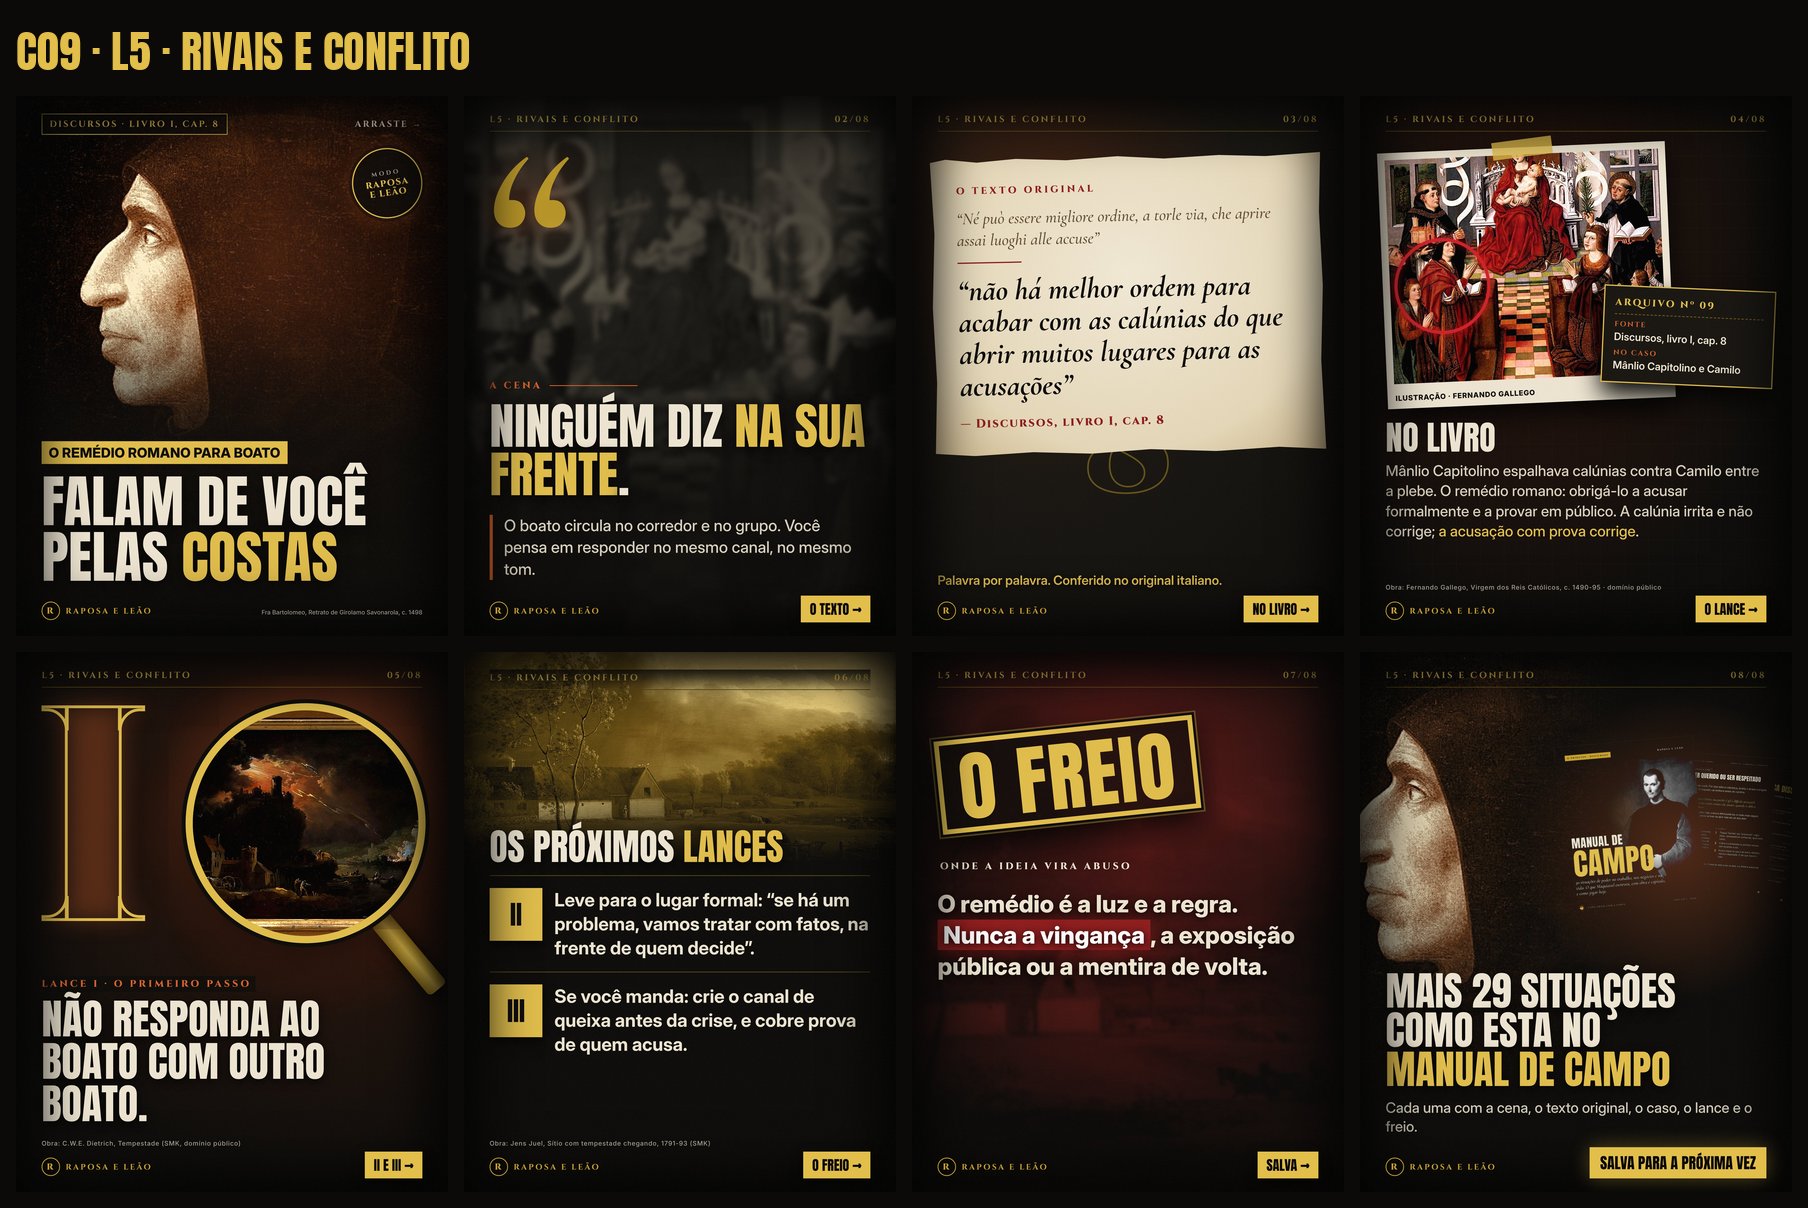 C09 · L5 · RIVAIS E CONFLITO
DISCURSOS · LIVRO I, CAP. 8
ARRASTE →
MODO
RAPOSA
E LEÃO
O REMÉDIO ROMANO PARA BOATO
FALAM DE VOCÊ
PELAS COSTAS
R RAPOSA E LEÃO
Fra Bartolomeo, Retrato de Girolamo Savonarola, c. 1498
L5 · RIVAIS E CONFLITO
02/08
“
A CENA
NINGUÉM DIZ NA SUA
FRENTE.
O boato circula no corredor e no grupo. Você
pensa em responder no mesmo canal, no mesmo
tom.
R RAPOSA E LEÃO
O TEXTO →
L5 · RIVAIS E CONFLITO
03/08
O TEXTO ORIGINAL
“Né può essere migliore ordine, a torle via, che aprire
assai luoghi alle accuse”
“não há melhor ordem para
acabar com as calúnias do que
abrir muitos lugares para as
acusações”
— DISCURSOS, LIVRO I, CAP. 8
8
Palavra por palavra. Conferido no original italiano.
R RAPOSA E LEÃO
NO LIVRO →
L5 · RIVAIS E CONFLITO
04/08
ARQUIVO Nº 09
FONTE
Discursos, livro I, cap. 8
NO CASO
Mânlio Capitolino e Camilo
ILUSTRAÇÃO · FERNANDO GALLEGO
NO LIVRO
Mânlio Capitolino espalhava calúnias contra Camilo entre
a plebe. O remédio romano: obrigá-lo a acusar
formalmente e a provar em público. A calúnia irrita e não
corrige; a acusação com prova corrige.
Obra: Fernando Gallego, Virgem dos Reis Católicos, c. 1490-95 · domínio público
R RAPOSA E LEÃO
O LANCE →
L5 · RIVAIS E CONFLITO
05/08
I
LANCE I · O PRIMEIRO PASSO
NÃO RESPONDA AO
BOATO COM OUTRO
BOATO.
Obra: C.W.E. Dietrich, Tempestade (SMK, domínio público)
R RAPOSA E LEÃO
II E III →
L5 · RIVAIS E CONFLITO
06/08
OS PRÓXIMOS LANCES
II
Leve para o lugar formal: “se há um
problema, vamos tratar com fatos, na
frente de quem decide”.
III
Se você manda: crie o canal de
queixa antes da crise, e cobre prova
de quem acusa.
Obra: Jens Juel, Sítio com tempestade chegando, 1791-93 (SMK)
R RAPOSA E LEÃO
O FREIO →
L5 · RIVAIS E CONFLITO
07/08
O FREIO
ONDE A IDEIA VIRA ABUSO
O remédio é a luz e a regra.
Nunca a vingança, a exposição
pública ou a mentira de volta.
R RAPOSA E LEÃO
SALVA →
L5 · RIVAIS E CONFLITO
08/08
MANUAL DE
CAMPO
MAIS 29 SITUAÇÕES
COMO ESTA NO
MANUAL DE CAMPO
Cada uma com a cena, o texto original, o caso, o lance e o
freio.
R RAPOSA E LEÃO
SALVA PARA A PRÓXIMA VEZ